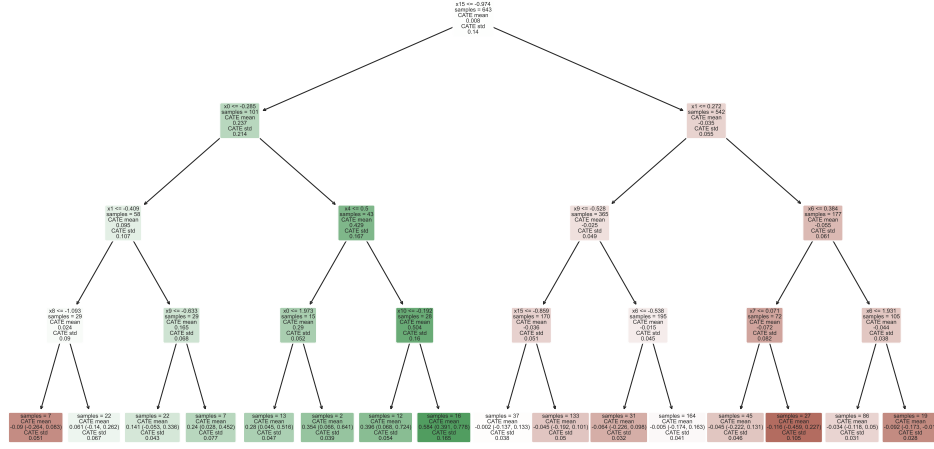 x15 <= -0.974
samples = 643
CATE mean
0.008
CATE std
0.14
x0 <= -0.285
samples = 101
CATE mean
0.237
CATE std
0.214
x1 <= 0.272
samples = 542
CATE mean
-0.035
CATE std
0.055
x1 <= -0.409
samples = 58
CATE mean
0.095
CATE std
0.107
x4 <= 0.5
samples = 43
CATE mean
0.429
CATE std
0.167
x9 <= -0.528
samples = 365
CATE mean
-0.025
CATE std
0.049
x6 <= 0.384
samples = 177
CATE mean
-0.055
CATE std
0.061
x8 <= -1.093
samples = 29
CATE mean
0.024
CATE std
0.09
x9 <= -0.633
samples = 29
CATE mean
0.165
CATE std
0.068
x0 <= 1.973
samples = 15
CATE mean
0.29
CATE std
0.052
x10 <= -0.192
samples = 28
CATE mean
0.504
CATE std
0.16
x15 <= -0.859
samples = 170
CATE mean
-0.036
CATE std
0.051
x6 <= -0.538
samples = 195
CATE mean
-0.015
CATE std
0.045
x7 <= 0.071
samples = 72
CATE mean
-0.072
CATE std
0.082
x6 <= 1.931
samples = 105
CATE mean
-0.044
CATE std
0.038
samples = 7
CATE mean
-0.09 (-0.264, 0.083)
CATE std
0.051
samples = 22
CATE mean
0.061 (-0.14, 0.262)
CATE std
0.067
samples = 22
CATE mean
0.141 (-0.053, 0.336)
CATE std
0.043
samples = 7
CATE mean
0.24 (0.028, 0.452)
CATE std
0.077
samples = 13
CATE mean
0.28 (0.045, 0.516)
CATE std
0.047
samples = 2
CATE mean
0.354 (0.066, 0.641)
CATE std
0.039
samples = 12
CATE mean
0.396 (0.069, 0.724)
CATE std
0.054
samples = 16
CATE mean
CATE std
0.165
samples = 37
CATE mean
-0.002 (-0.137, 0.133)
CATE std
0.038
samples = 133
CATE mean
-0.045 (-0.192, 0.101)
CATE std
0.05
samples = 31
CATE mean
-0.064 (-0.226, 0.098)
CATE std
0.032
samples = 164
CATE mean
-0.005 (-0.174, 0.163)
CATE std
0.041
samples = 45
CATE mean
-0.045 (-0.222, 0.131)
CATE std
0.046
samples = 27
CATE mean
CATE std
0.105
samples = 86
CATE mean
-0.034 (-0.118, 0.05)
CATE std
0.031
samples = 19
CATE mean
CATE std
0.028